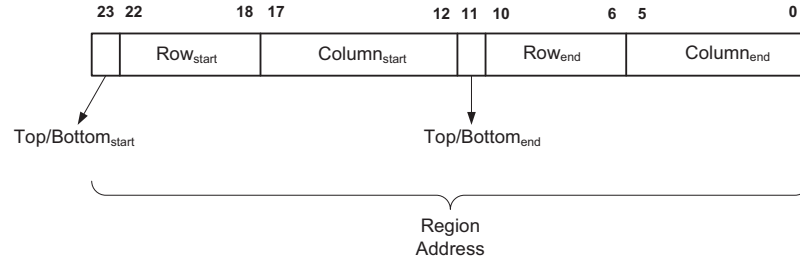 23 22 18 17 12 11 10 6 5 0
Rowstart Columnstart Rowend Columnend
Top/Bottomstart Top/Bottomend
Region
Address